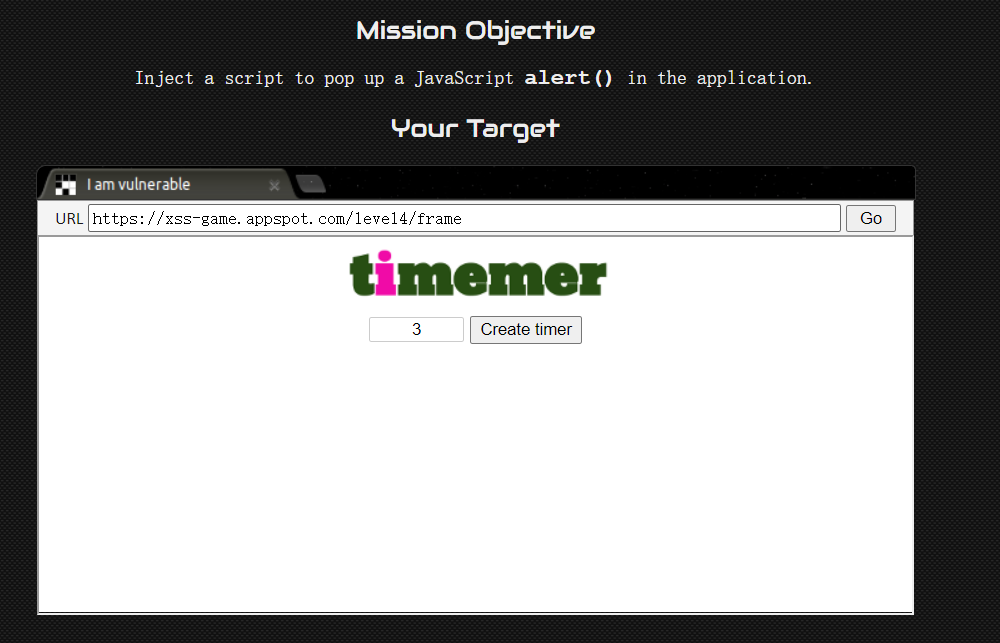 Mission Objective
Inject a script to pop up a JavaScript alert() in the application.
Your Target
I am vulnerable
URL https://xss-game.appspot.com/level4/frame Go
timemer
3 Create timer